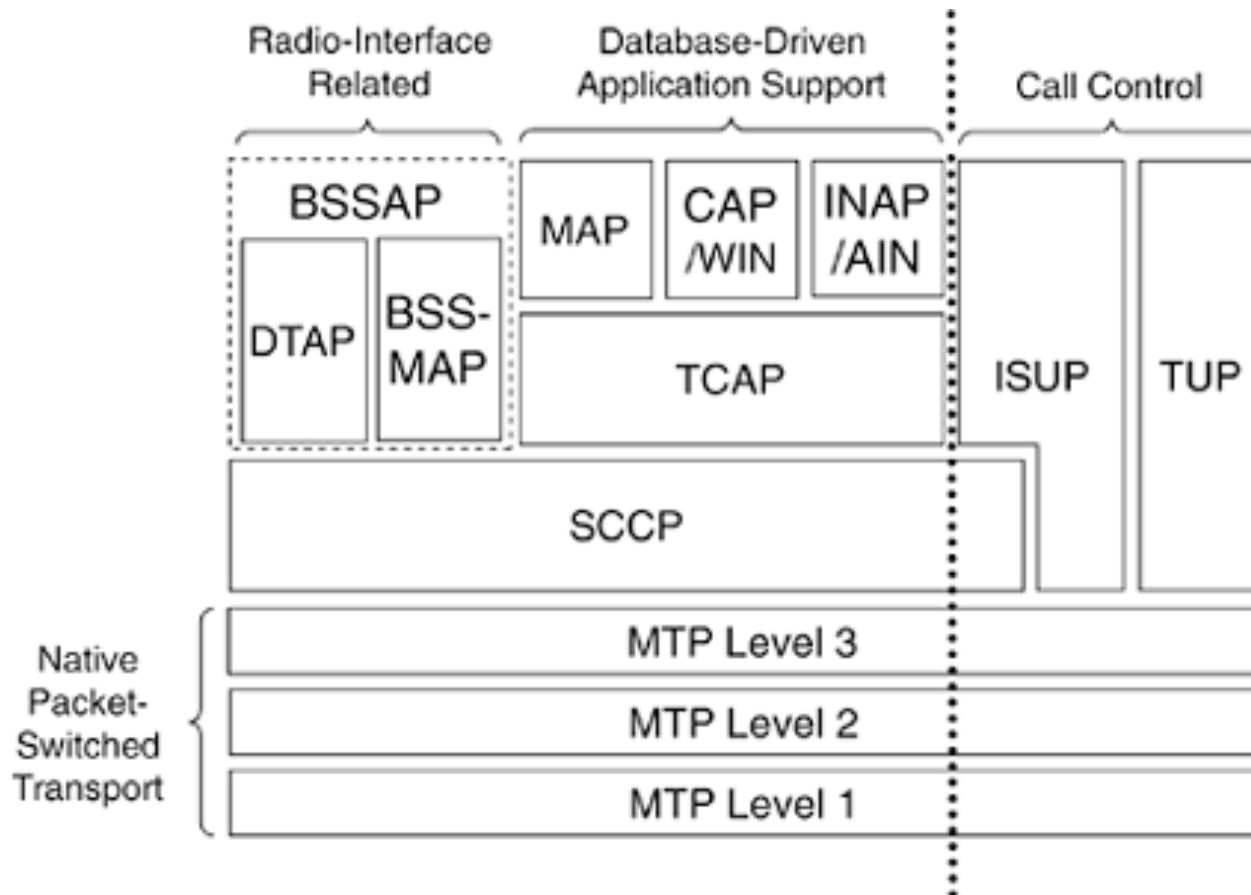 Radio-Interface
Related
Database-Driven
Application Support
Call Control
BSSAP
DTAP
BSS-
MAP
MAP
CAP
/WIN
INAP
/AIN
TCAP
ISUP
TUP
SCCP
Native
Packet-
Switched
Transport
MTP Level 3
MTP Level 2
MTP Level 1